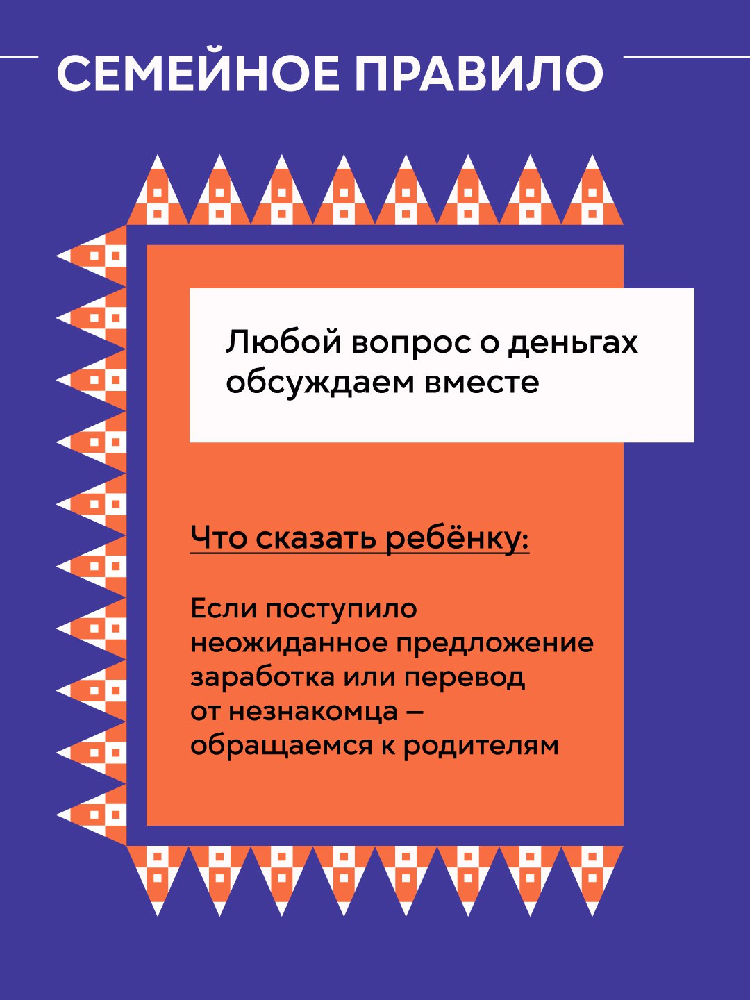 СЕМЕЙНОЕ ПРАВИЛО
Любой вопрос о деньгах
обсуждаем вместе
Что сказать ребёнку:
Если поступило
неожиданное предложение
заработка или перевод
от незнакомца —
обращаемся к родителям